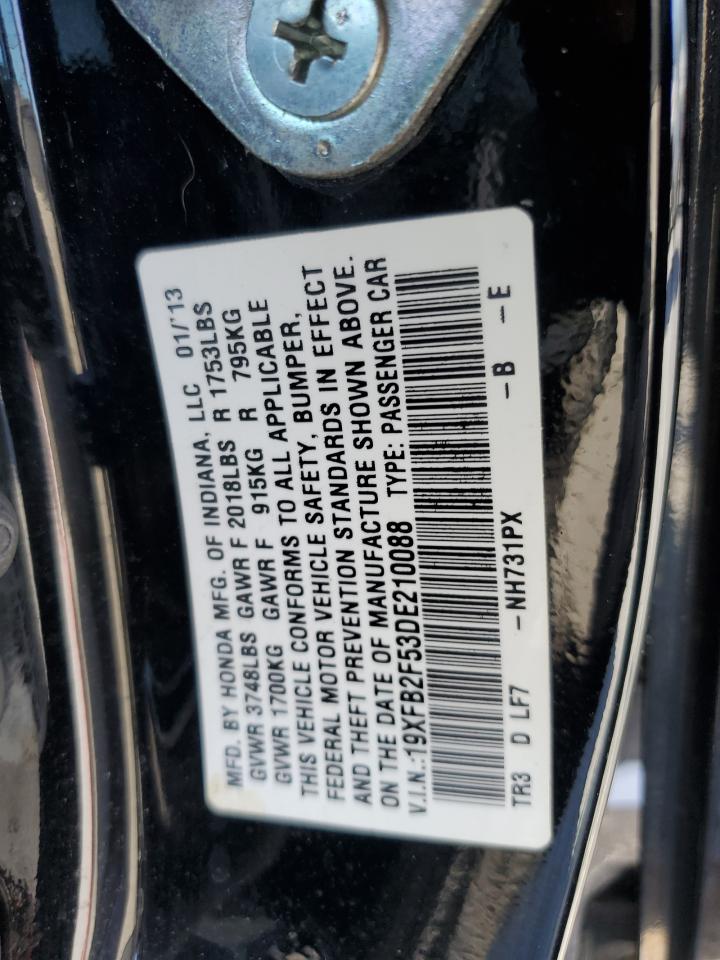 MFD. BY HONDA MFG. OF INDIANA, LLC 01/'13
GVWR 3748LBS GAWR F 2018LBS R 1753LBS
GVWR 1700KG GAWR F 915KG R 795KG
THIS VEHICLE CONFORMS TO ALL APPLICABLE
FEDERAL MOTOR VEHICLE SAFETY, BUMPER,
AND THEFT PREVENTION STANDARDS IN EFFECT
ON THE DATE OF MANUFACTURE SHOWN ABOVE.
V.I.N.:19XFB2F53DE210088 TYPE: PASSENGER CAR
TR3 D LF7 -NH731PX -B -E